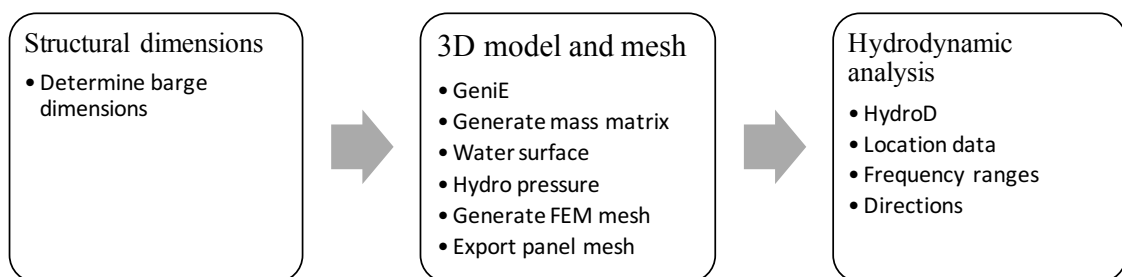 Structural dimensions
• Determine barge
dimensions
3D model and mesh
• GeniE
• Generate mass matrix
• Water surface
• Hydro pressure
• Generate FEM mesh
• Export panel mesh
Hydrodynamic
analysis
• HydroD
• Location data
• Frequency ranges
• Directions